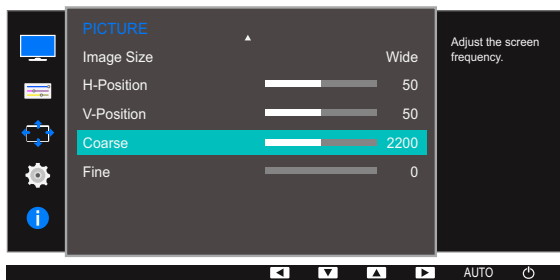 PICTURE
Image Size Wide
H-Position 50
V-Position 50
Coarse 2200
Fine 0
Adjust the screen
frequency.
i
AUTO